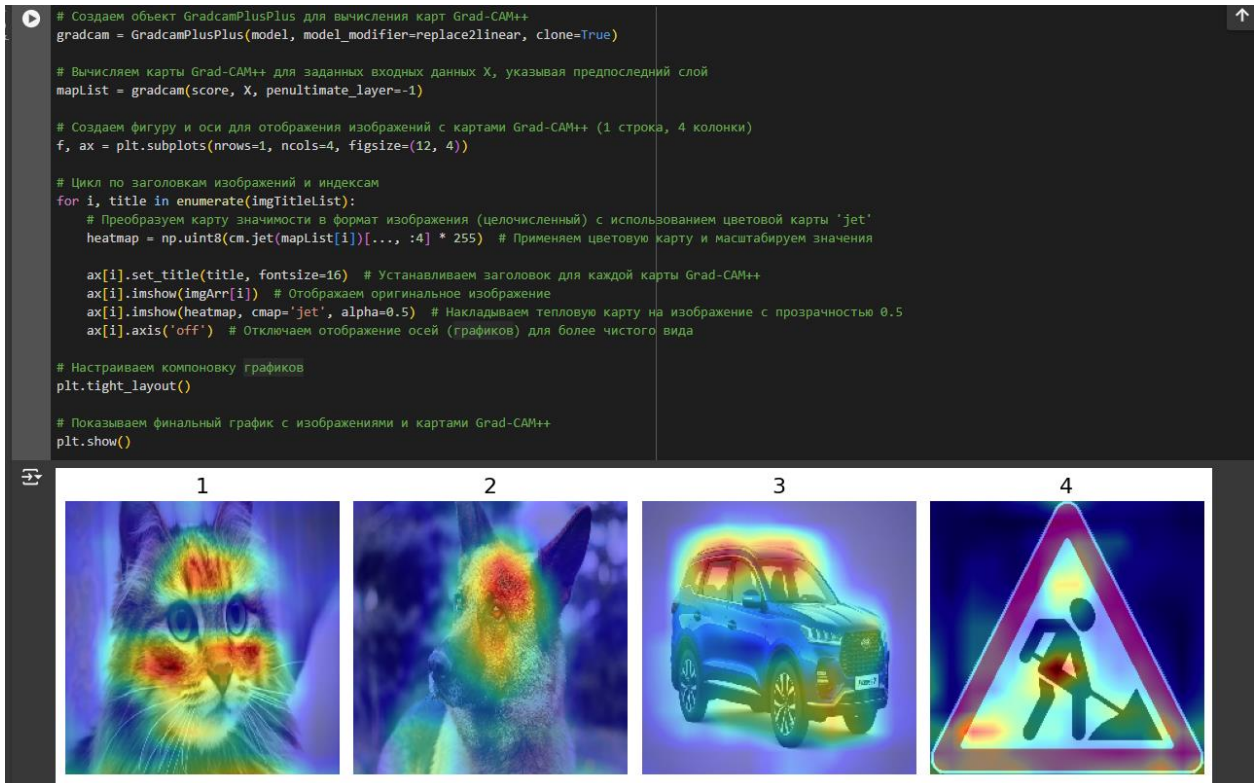 # Создаем объект GradcamPlusPlus для вычисления карт Grad-CAM++
gradcam = GradcamPlusPlus(model, model_modifier=replace2linear, clone=True)
# Вычисляем карты Grad-CAM++ для заданных входных данных X, указывая предпоследний слой
mapList = gradcam(score, X, penultimate_layer=-1)
# Создаем фигуру и оси для отображения изображений с картами Grad-CAM++ (1 строка, 4 колонки)
f, ax = plt.subplots(nrows=1, ncols=4, figsize=(12, 4))
# Цикл по заголовкам изображений и индексам
for i, title in enumerate(imgTitleList):
    # Преобразуем карту значимости в формат изображения (целочисленный) с использованием цветовой карты 'jet'
    heatmap = np.uint8(cm.jet(mapList[i])[..., :4] * 255)  # Применяем цветовую карту и масштабируем значения
    ax[i].set_title(title, fontsize=16)  # Устанавливаем заголовок для каждой карты Grad-CAM++
    ax[i].imshow(imgArr[i])  # Отображаем оригинальное изображение
    ax[i].imshow(heatmap, cmap='jet', alpha=0.5)  # Накладываем тепловую карту на изображение с прозрачностью 0.5
    ax[i].axis('off')  # Отключаем отображение осей (графиков) для более чистого вида
# Настраиваем компоновку графиков
plt.tight_layout()
# Показываем финальный график с изображениями и картами Grad-CAM++
plt.show()
1 2 3 4